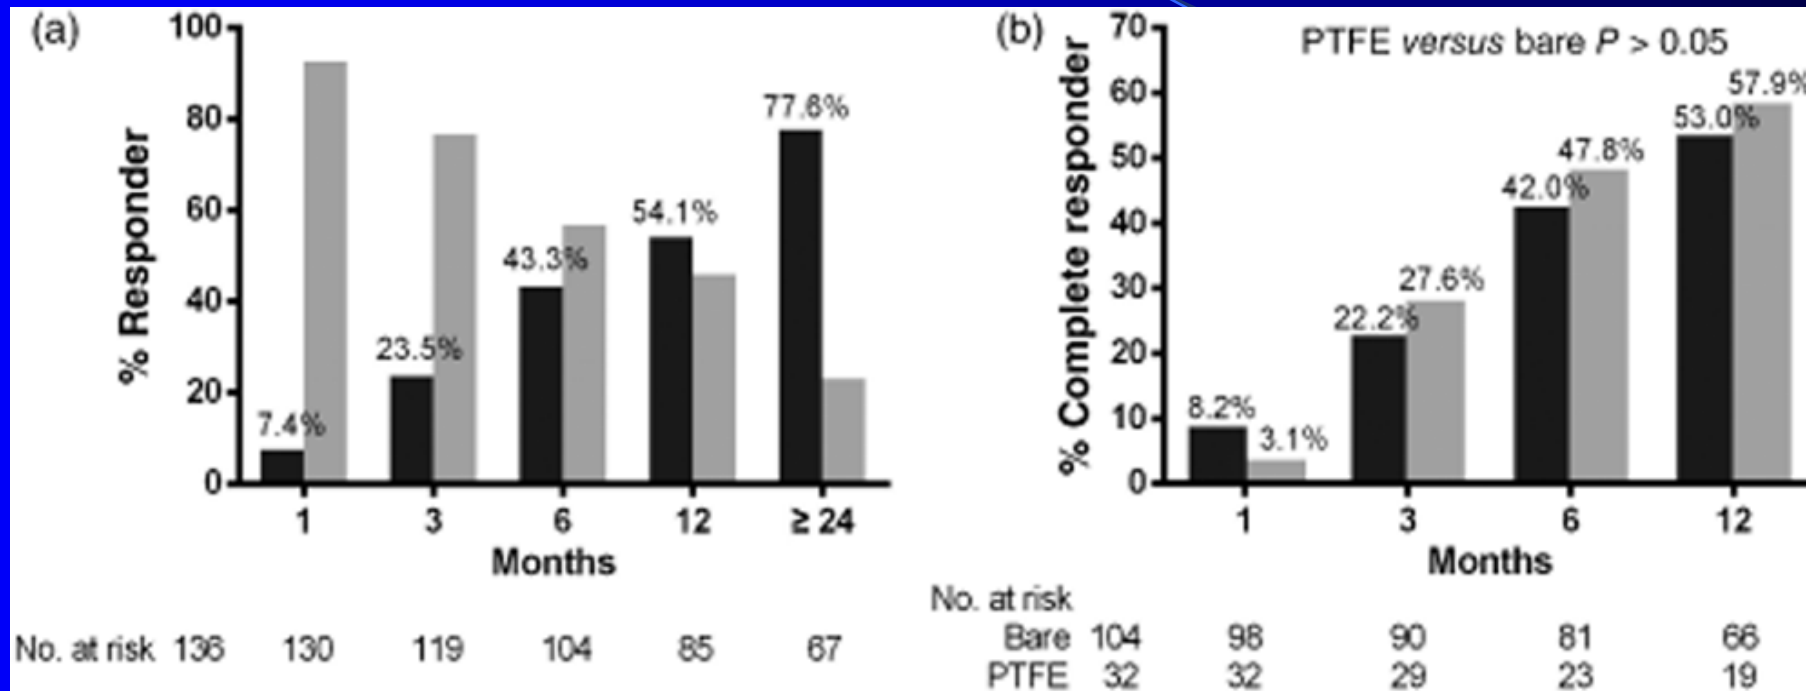 (a)
% Responder
100
80
60
40
20
0
7.4%
23.5%
43.3%
54.1%
77.6%
1 3 6 12 ≥ 24
Months
No. at risk 136 130 119 104 85 67
(b)
PTFE versus bare P > 0.05
% Complete responder
70
60
50
40
30
20
10
0
8.2% 3.1%
22.2% 27.6%
42.0% 47.8%
53.0% 57.9%
1 3 6 12
Months
No. at risk
Bare 104 98 90 81 66
PTFE 32 32 29 23 19